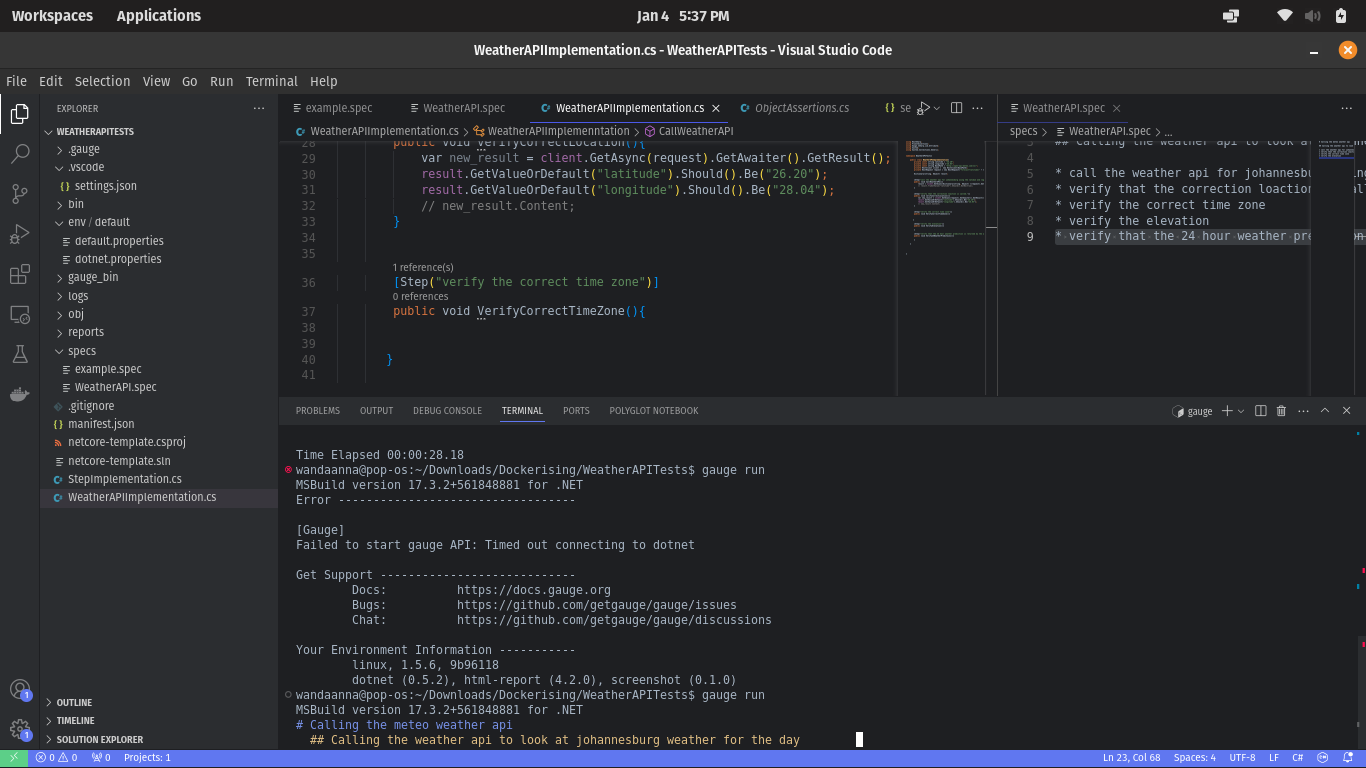 Workspaces Applications Jan 4 5:37 PM
WeatherAPIImplementation.cs - WeatherAPITests - Visual Studio Code
File Edit Selection View Go Run Terminal Help
EXPLORER
WEATHERAPITESTS
.gauge
.vscode
settings.json
bin
env / default
default.properties
dotnet.properties
gauge_bin
logs
obj
reports
specs
example.spec
WeatherAPI.spec
.gitignore
manifest.json
netcore-template.csproj
netcore-template.sln
StepImplementation.cs
WeatherAPIImplementation.cs
OUTLINE
TIMELINE
SOLUTION EXPLORER
1
1
example.spec WeatherAPI.spec WeatherAPIImplementation.cs ObjectAssertions.cs {} se
WeatherAPIImplementation.cs > WeatherAPIImplemenntation > CallWeatherAPI
28 public void VerifyCorrectLocation(){
29 var new_result = client.GetAsync(request).GetAwaiter().GetResult();
30 result.GetValueOrDefault("latitude").Should().Be("26.20");
31 result.GetValueOrDefault("longitude").Should().Be("28.04");
32 // new_result.Content;
33 }
34
35
1 reference(s)
36 [Step("verify the correct time zone")]
0 references
37 public void VerifyCorrectTimeZone(){
38
39
40 }
41
WeatherAPI.spec
specs > WeatherAPI.spec > ...
3 ## Calling the weather api to look a
4
5 * call the weather api for johannesbu
6 * verify that the correction loaction
7 * verify the correct time zone
8 * verify the elevation
9 * verify that the 24 hour weather pre
PROBLEMS OUTPUT DEBUG CONSOLE TERMINAL PORTS POLYGLOT NOTEBOOK
gauge
Time Elapsed 00:00:28.18
wandaanna@pop-os:~/Downloads/Dockerising/WeatherAPITests$ gauge run
MSBuild version 17.3.2+561848881 for .NET
Error ----------------------------------
[Gauge]
Failed to start gauge API: Timed out connecting to dotnet
Get Support ----------------------------
Docs: https://docs.gauge.org
Bugs: https://github.com/getgauge/gauge/issues
Chat: https://github.com/getgauge/gauge/discussions
Your Environment Information -----------
linux, 1.5.6, 9b96118
dotnet (0.5.2), html-report (4.2.0), screenshot (0.1.0)
wandaanna@pop-os:~/Downloads/Dockerising/WeatherAPITests$ gauge run
MSBuild version 17.3.2+561848881 for .NET
# Calling the meteo weather api
## Calling the weather api to look at johannesburg weather for the day
0 0 0 Projects: 1 Ln 23, Col 68 Spaces: 4 UTF-8 LF C#